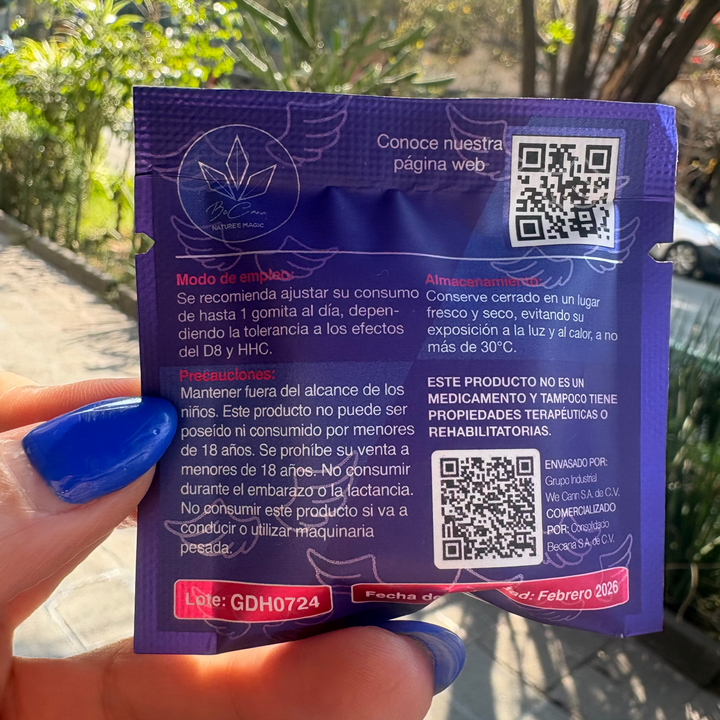 Conoce nuestra
página web
BeCann
NATURE'S MAGIC
Modo de empleo:
Se recomienda ajustar su consumo
de hasta 1 gomita al día, depen-
diendo la tolerancia a los efectos
del D8 y HHC.
Precauciones:
Mantener fuera del alcance de los
niños. Este producto no puede ser
poseído ni consumido por menores
de 18 años. Se prohíbe su venta a
menores de 18 años. No consumir
durante el embarazo o la lactancia.
No consumir este producto si va a
conducir o utilizar maquinaria
pesada.
Almacenamiento:
Conserve cerrado en un lugar
fresco y seco, evitando su
exposición a la luz y al calor, a no
más de 30°C.
ESTE PRODUCTO NO ES UN
MEDICAMENTO Y TAMPOCO TIENE
PROPIEDADES TERAPÉUTICAS O
REHABILITATORIAS.
ENVASADO POR:
Grupo Industrial
We Cann S.A. de C.V.
COMERCIALIZADO
POR: Consolidado
Becana S.A. de C.V.
Lote: GDH0724
Fecha de
Febrero 2026